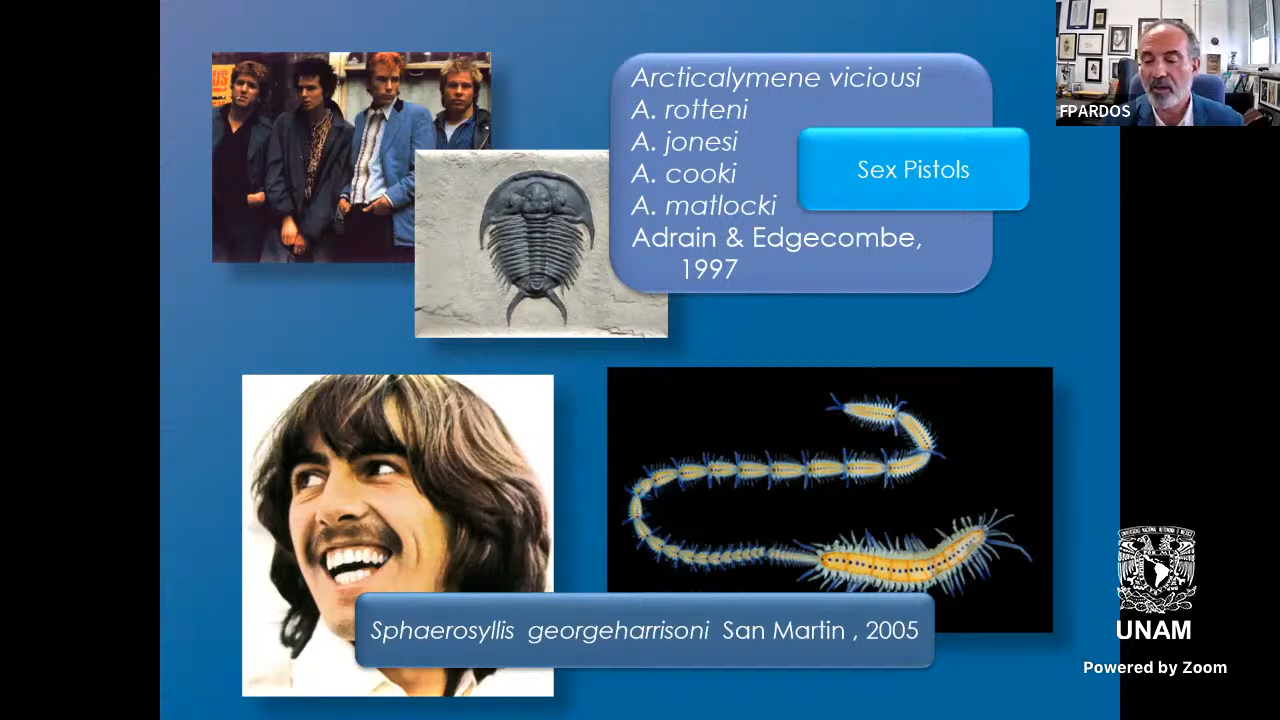 Arcticalymene viciousi
A. rotteni
A. jonesi
A. cooki
A. matlocki
Adrain & Edgecombe,
1997
Sex Pistols
FPARDOS
Sphaerosyllis georgeharrisoni San Martin , 2005
UNAM
Powered by Zoom